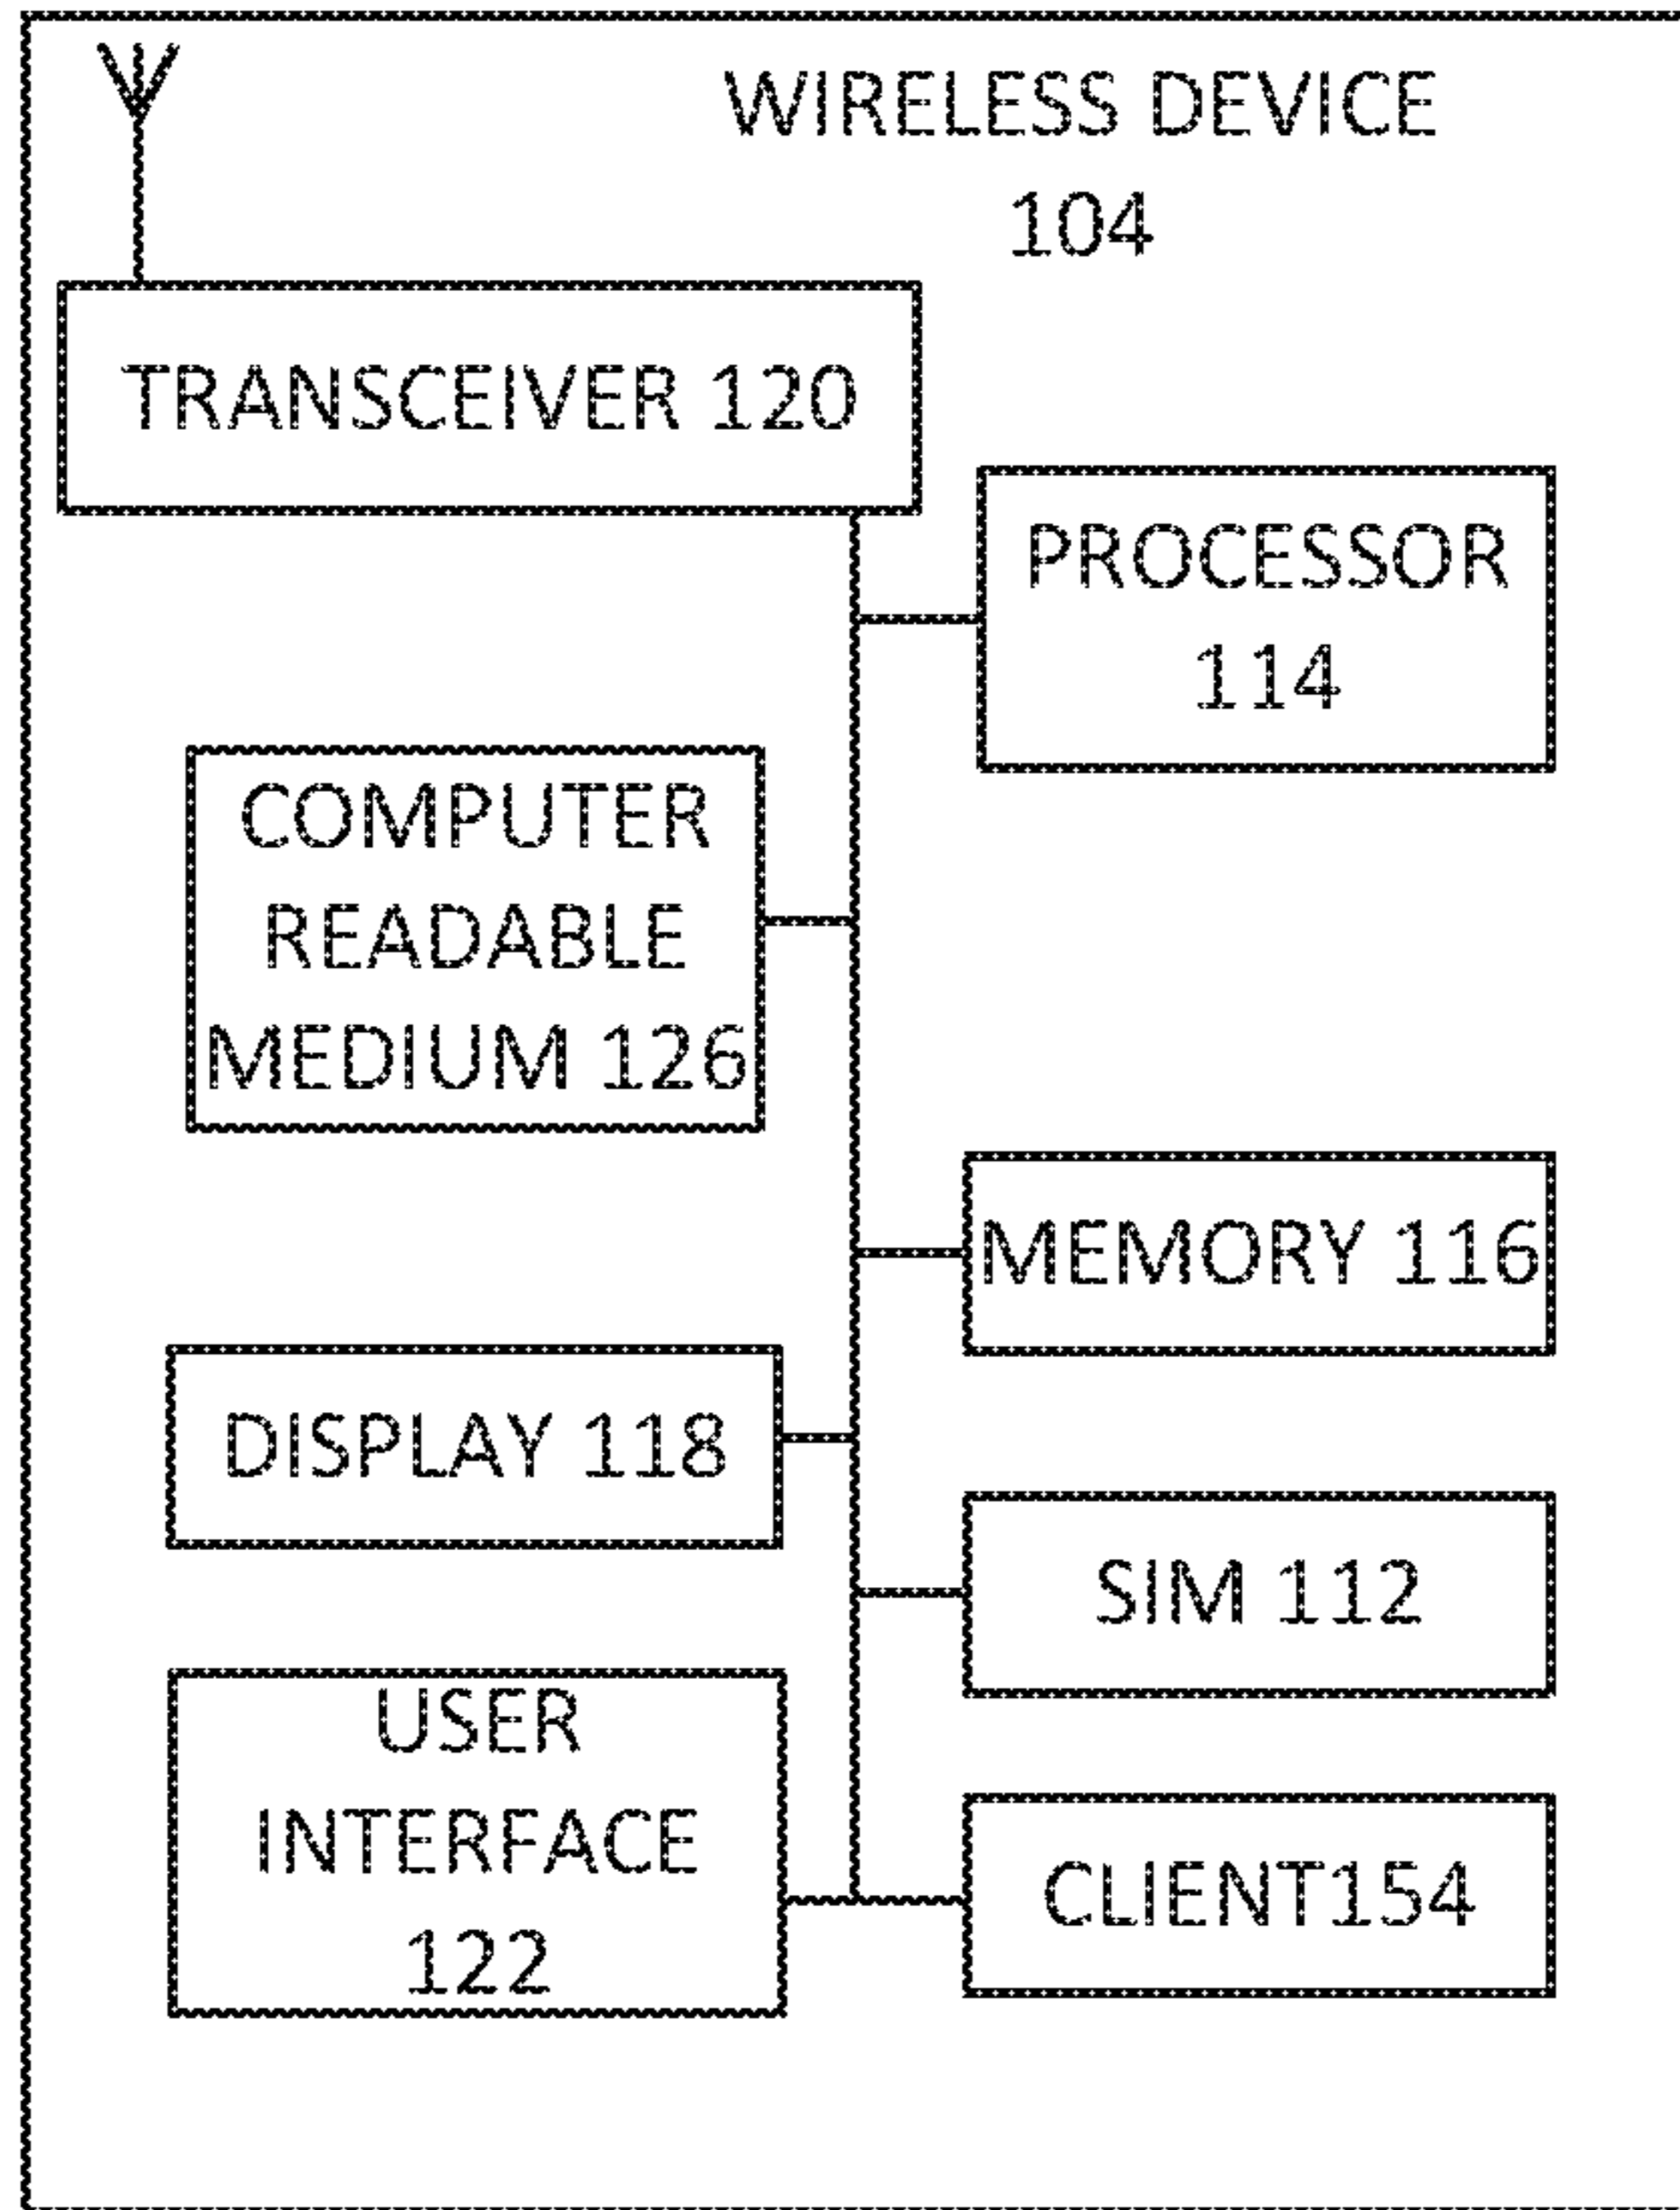 WIRELESS DEVICE
104
TRANSCEIVER 120
PROCESSOR
114
COMPUTER
READABLE
MEDIUM 126
MEMORY 116
DISPLAY 118
SIM 112
USER
INTERFACE
122
CLIENT154